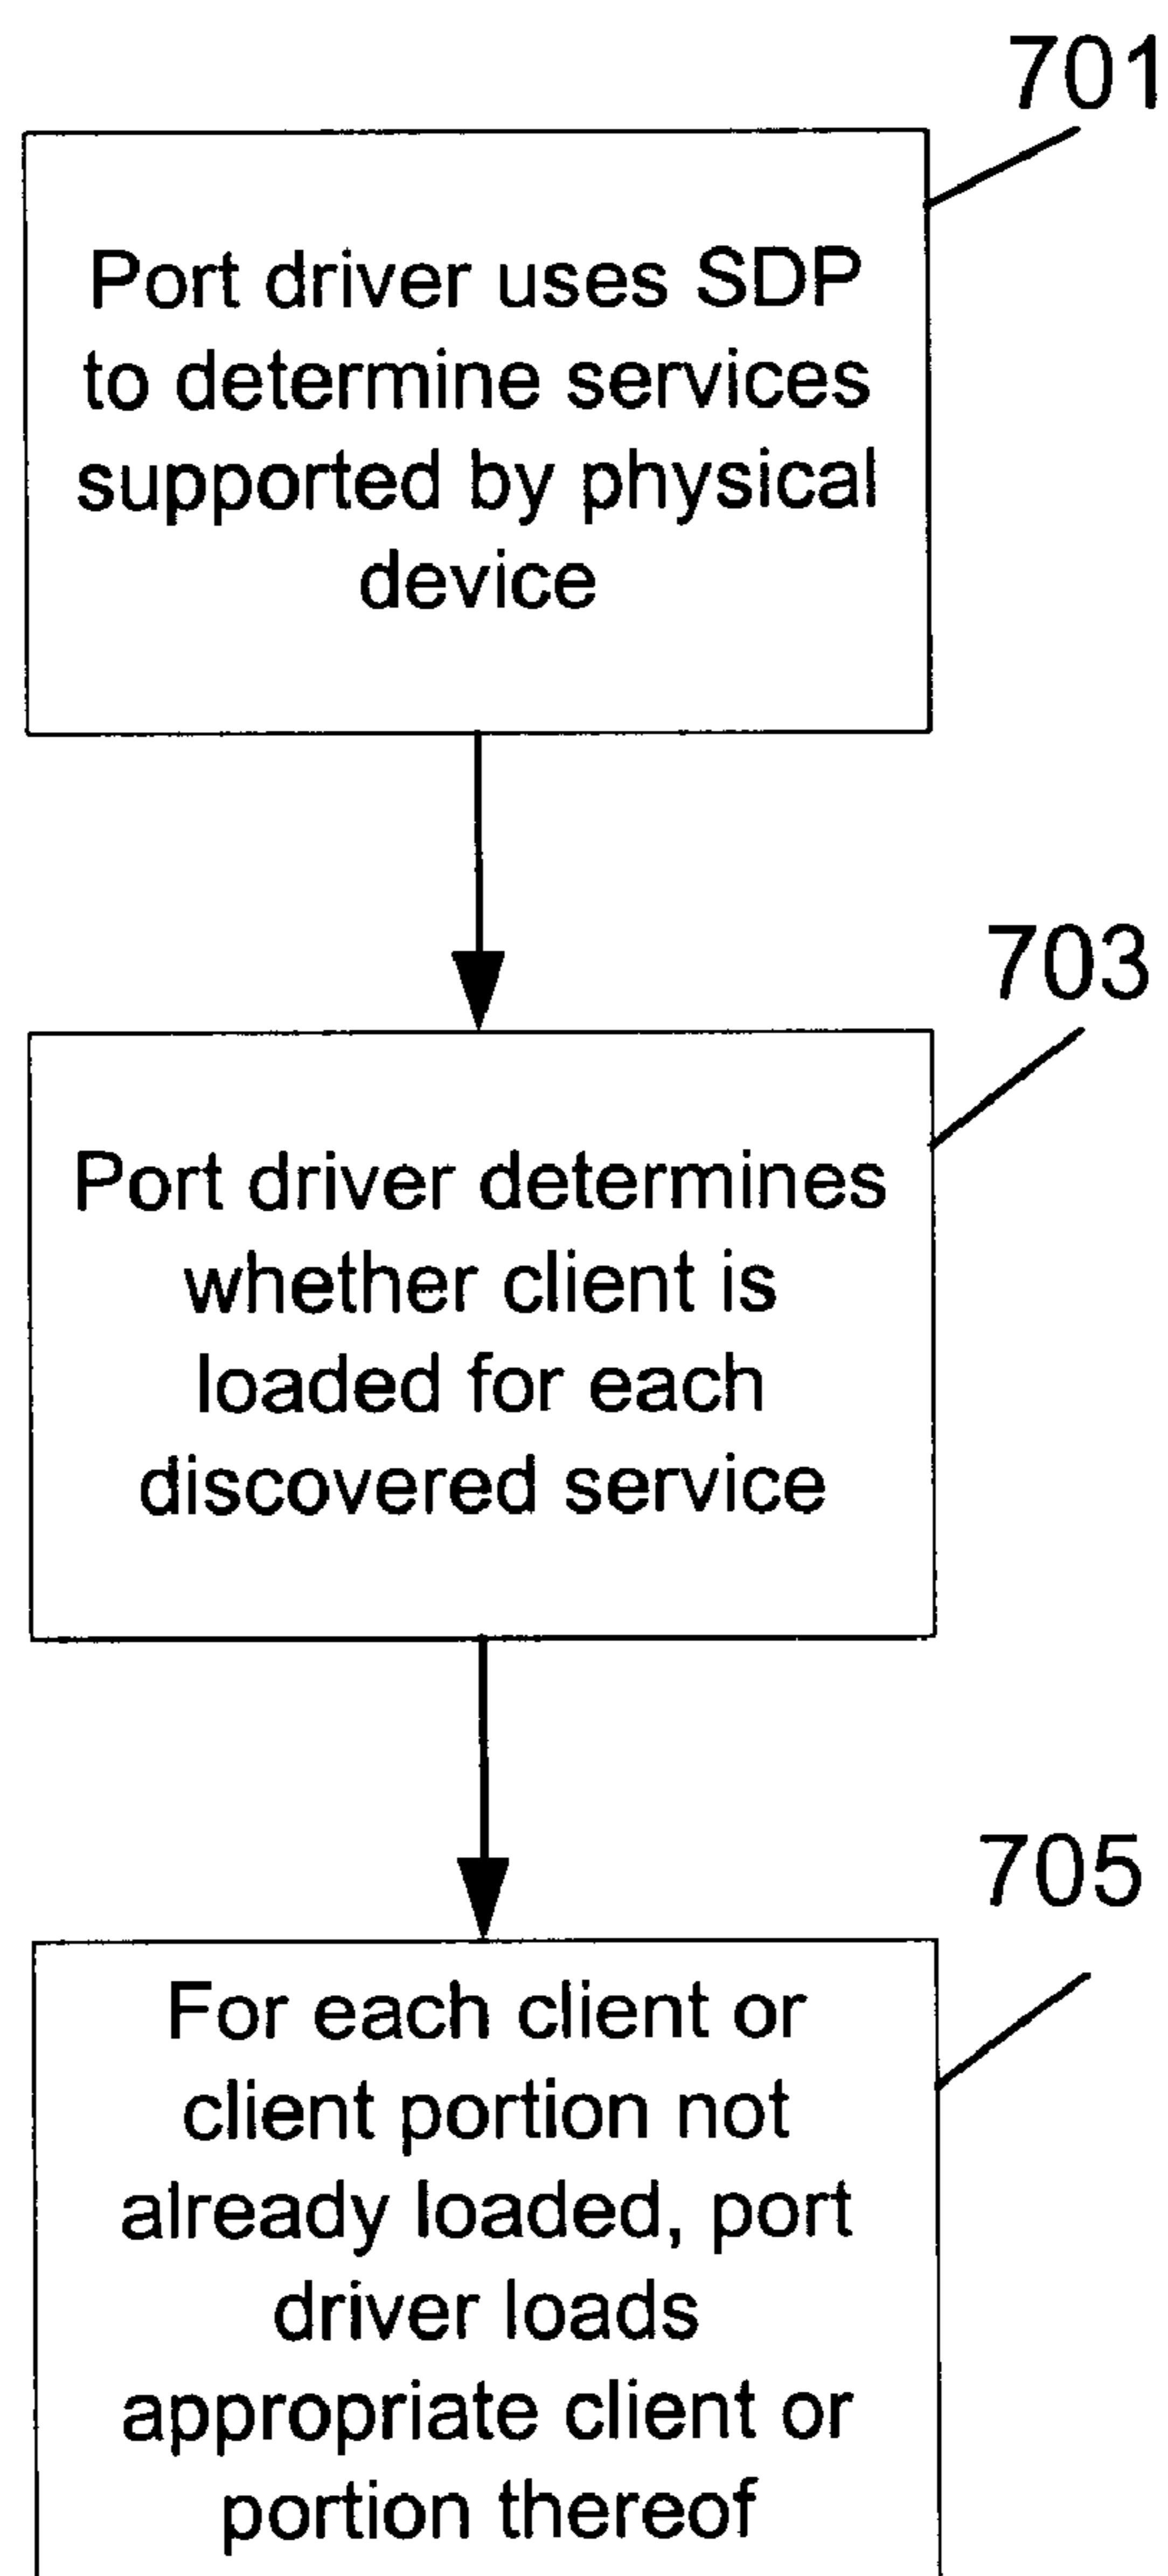 701
Port driver uses SDP
to determine services
supported by physical
device
703
Port driver determines
whether client is
loaded for each
discovered service
705
For each client or
client portion not
already loaded, port
driver loads
appropriate client or
portion thereof